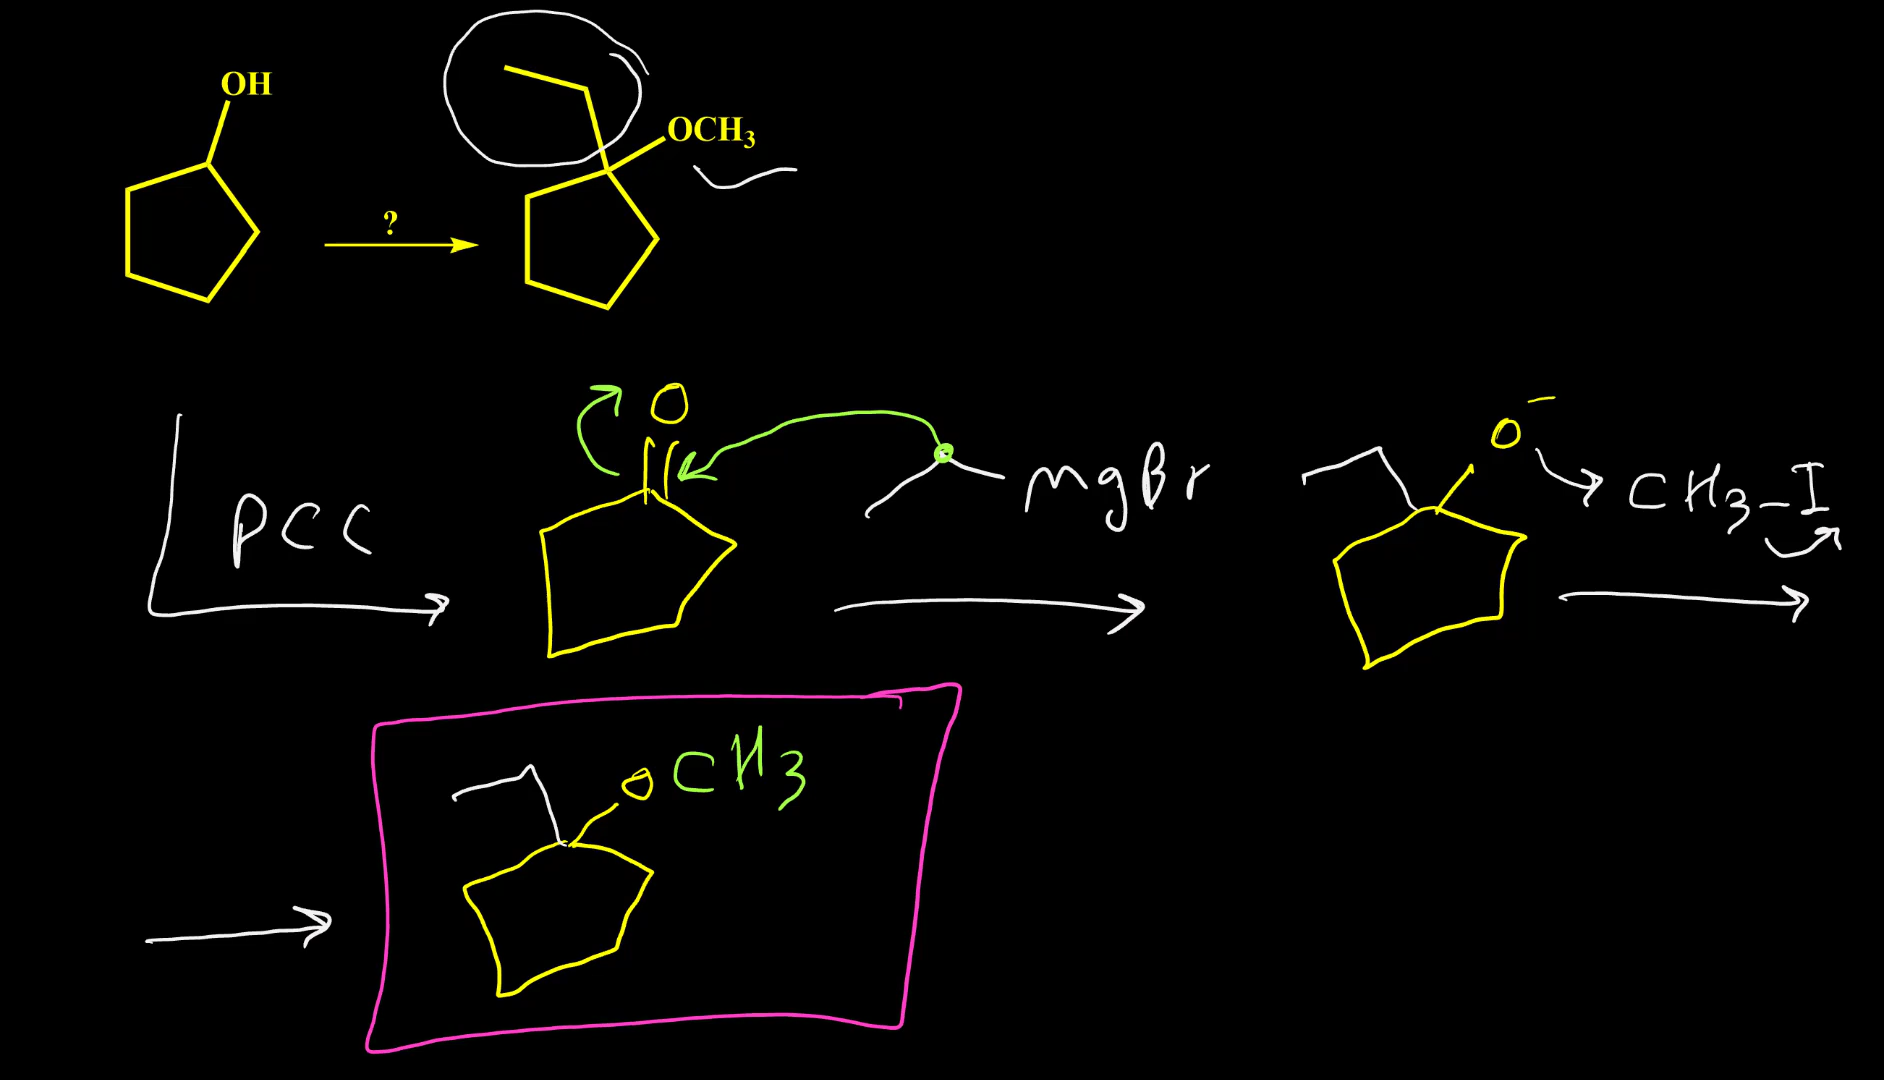 OH
?
OCH₃
PCC
O
MgBr
O⁻
CH₃-I
OCH₃